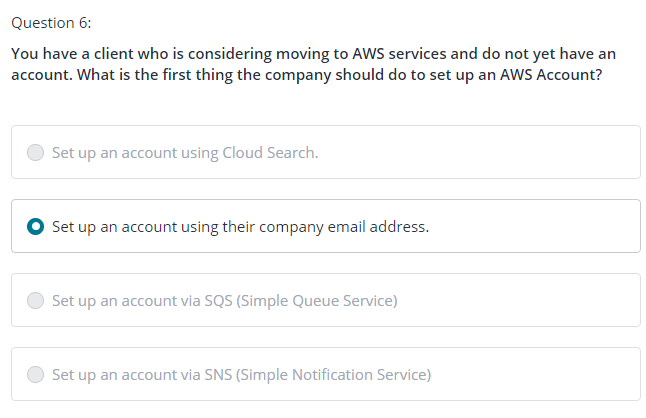 Question 6:
You have a client who is considering moving to AWS services and do not yet have an
account. What is the first thing the company should do to set up an AWS Account?
Set up an account using Cloud Search.
Set up an account using their company email address.
Set up an account via SQS (Simple Queue Service)
Set up an account via SNS (Simple Notification Service)